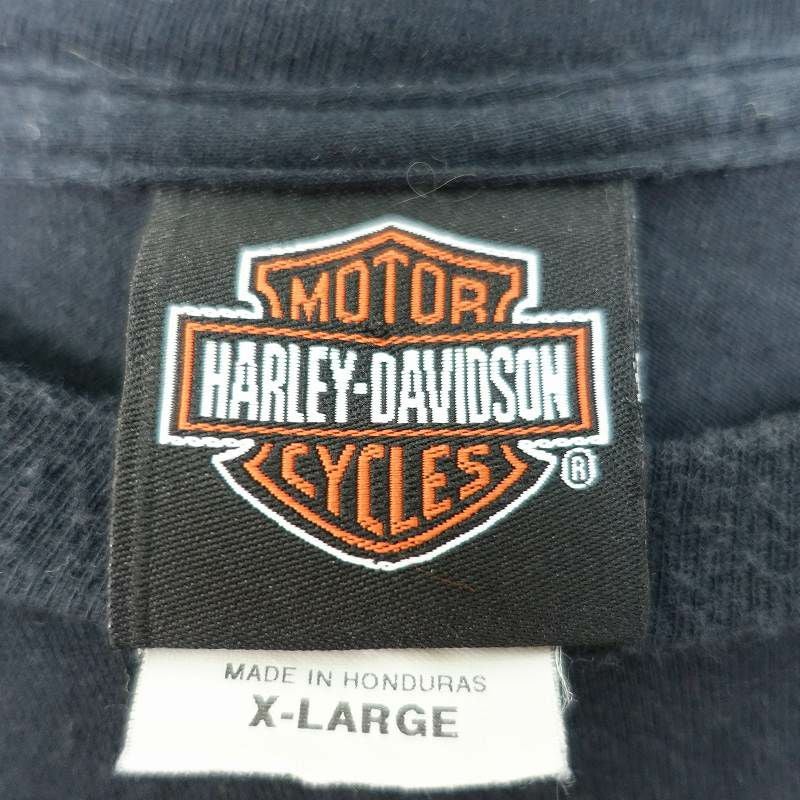 MOTOR
HARLEY-DAVIDSON
CYCLES
®
MADE IN HONDURAS
X-LARGE